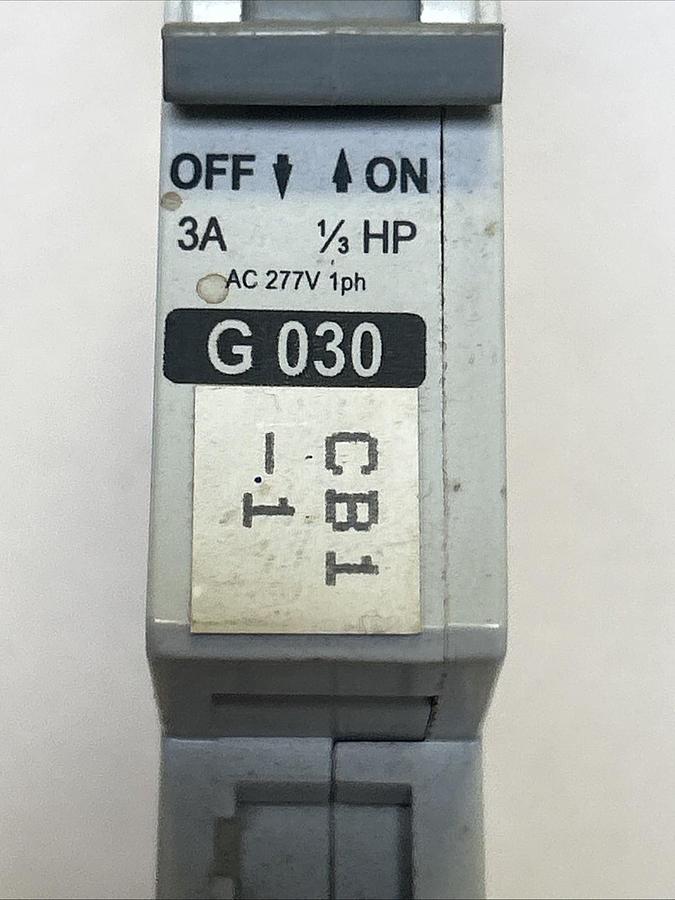 OFF ⬇ ⬆ ON
3A ⅓ HP
AC 277V 1ph
G 030
CB1
-1